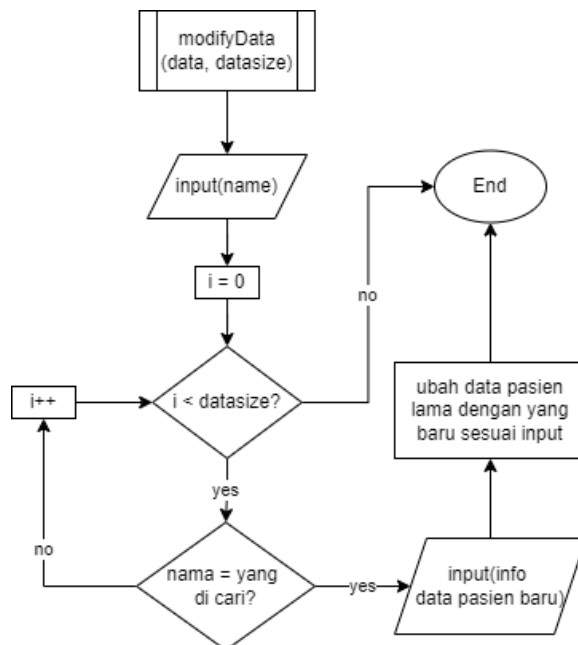 modifyData
(data, datasize)
input(name)
End
i = 0
no
i++
i < datasize?
ubah data pasien
lama dengan yang
baru sesuai input
yes
no
nama = yang
di cari?
yes
input(info
data pasien baru)